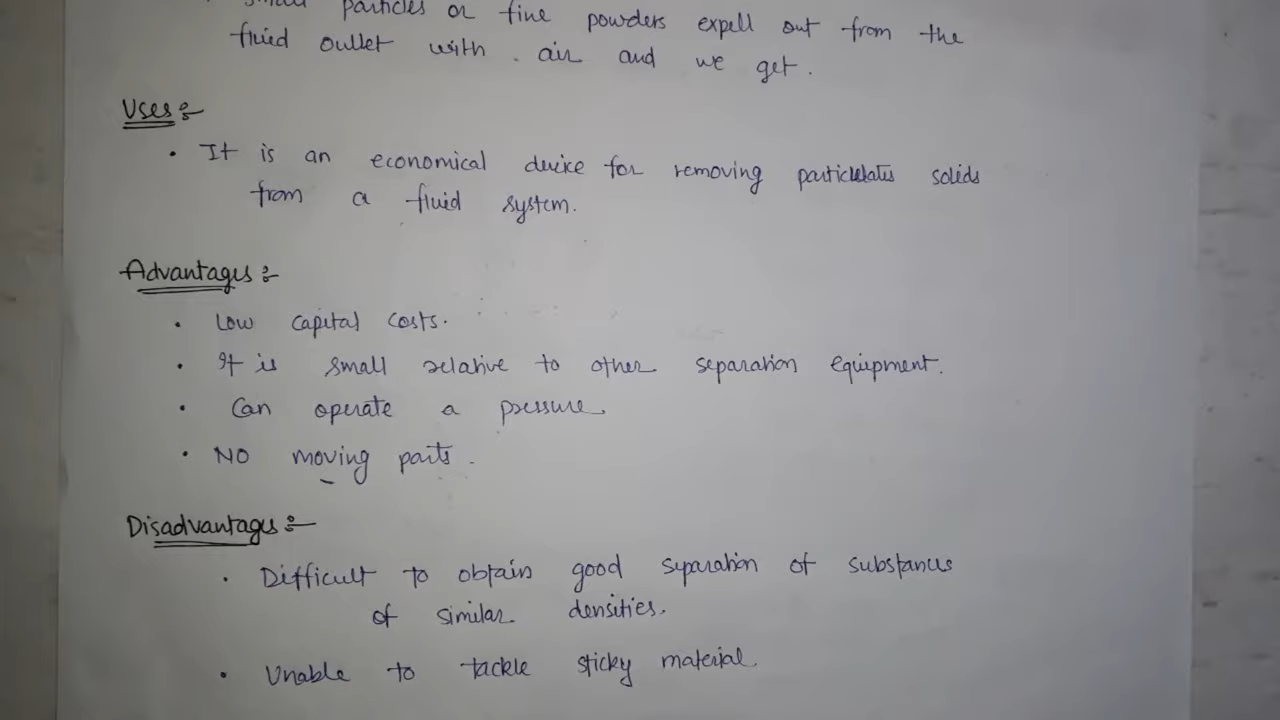 small particles or fine powders expell out from the
fluid oullet with . air and we get.
Uses :-
• It is an economical device for removing particulates solids
from a fluid system.
Advantages :-
• Low capital costs.
• It is small relative to other separation equipment.
• Can operate a pressure.
• NO moving parts.
Disadvantages :-
• Difficult to obtain good separation of substances
of similar densities.
• Unable to tackle sticky material.